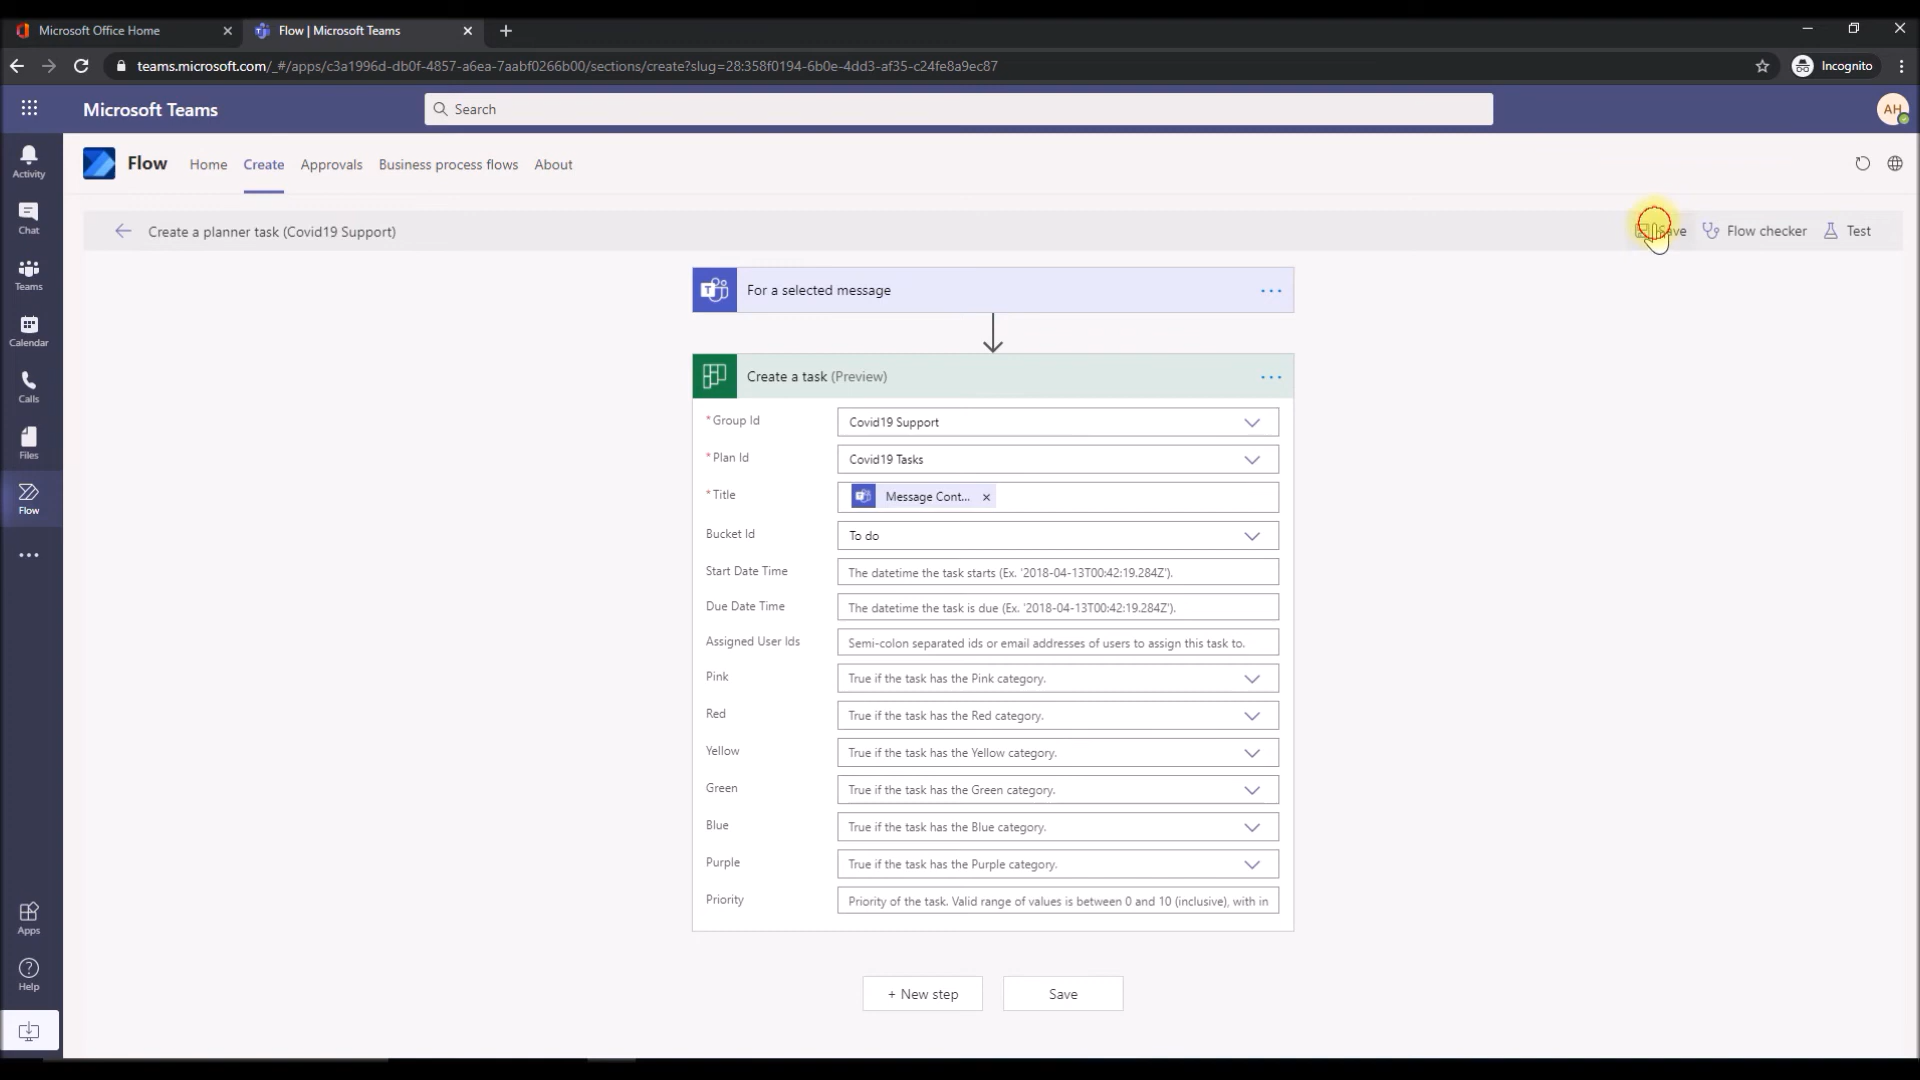 Microsoft Office Home
Flow | Microsoft Teams
teams.microsoft.com/_#/apps/c3a1996d-db0f-4857-a6ea-7aabf0266b00/sections/create?slug=28:358f0194-6b0e-4dd3-af35-c24fe8a9ec87
Incognito
Microsoft Teams
Search
AH
Activity
Chat
Teams
Calendar
Calls
Files
Flow
Apps
Help
Flow
Home
Create
Approvals
Business process flows
About
Create a planner task (Covid19 Support)
Save
Flow checker
Test
For a selected message
Create a task (Preview)
* Group Id
Covid19 Support
* Plan Id
Covid19 Tasks
* Title
Message Cont... ×
Bucket Id
To do
Start Date Time
The datetime the task starts (Ex. '2018-04-13T00:42:19.284Z').
Due Date Time
The datetime the task is due (Ex. '2018-04-13T00:42:19.284Z').
Assigned User Ids
Semi-colon separated ids or email addresses of users to assign this task to.
Pink
True if the task has the Pink category.
Red
True if the task has the Red category.
Yellow
True if the task has the Yellow category.
Green
True if the task has the Green category.
Blue
True if the task has the Blue category.
Purple
True if the task has the Purple category.
Priority
Priority of the task. Valid range of values is between 0 and 10 (inclusive), with in
+ New step
Save